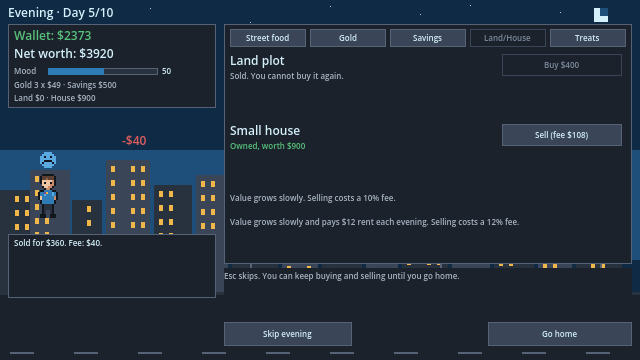 Evening · Day 5/10
Wallet: $2373
Net worth: $3920
Mood 50
Gold 3 x $49 · Savings $500
Land $0 · House $900
Street food
Gold
Savings
Land/House
Treats
Land plot
Sold. You cannot buy it again.
Buy $400
Small house
Owned, worth $900
Sell (fee $108)
Value grows slowly. Selling costs a 10% fee.
Value grows slowly and pays $12 rent each evening. Selling costs a 12% fee.
-$40
Sold for $360. Fee: $40.
Esc skips. You can keep buying and selling until you go home.
Skip evening
Go home